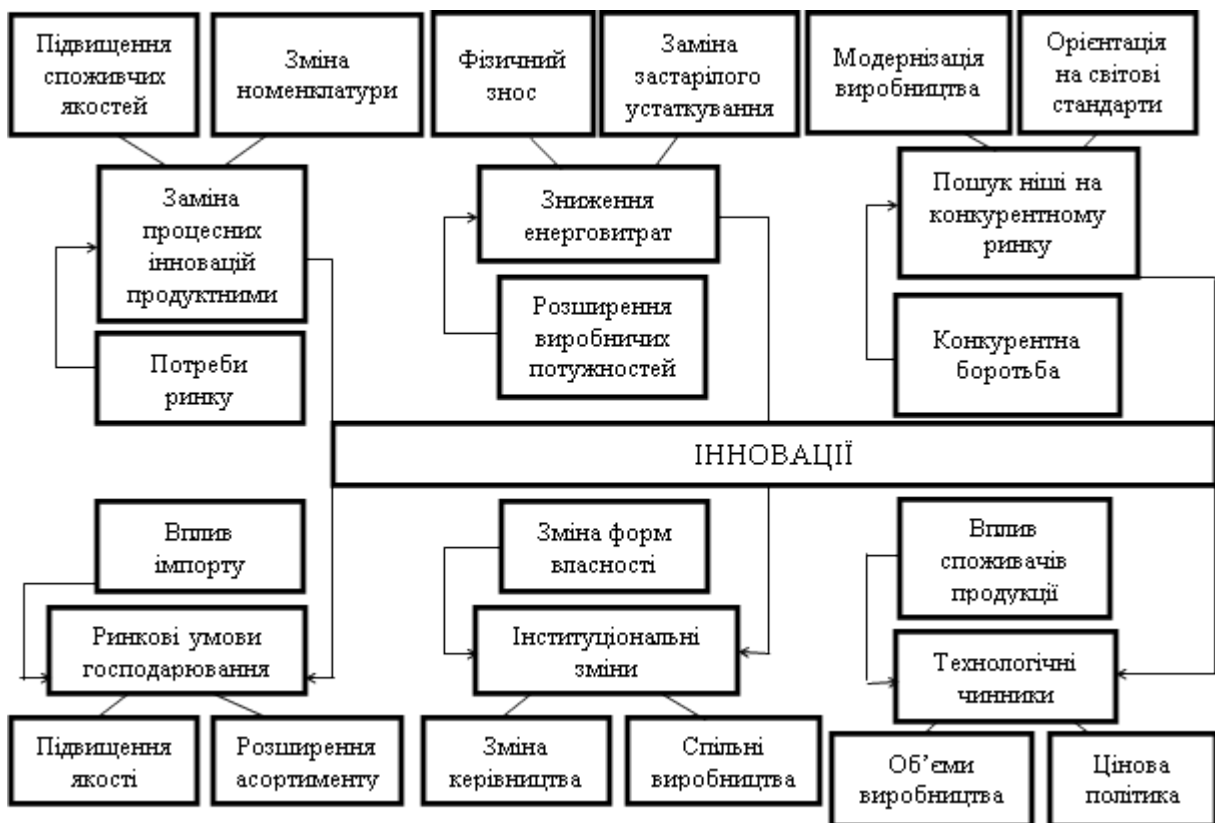 Підвищення
споживчих
якостей
Зміна
номенклатури
Фізичний
знос
Заміна
застарілого
устаткування
Модернізація
виробництва
Орієнтація
на світові
стандарти
Заміна
процесних
інновацій
продуктними
Зниження
енерговитрат
Пошук ніші на
конкурентному
ринку
Потреби
ринку
Розширення
виробничих
потужностей
Конкурентна
боротьба
ІННОВАЦІЇ
Вплив
імпорту
Зміна форм
власності
Вплив
споживачів
продукції
Ринкові умови
господарювання
Інституціональні
зміни
Технологічні
чинники
Підвищення
якості
Розширення
асортименту
Зміна
керівництва
Спільні
виробництва
Об’єми
виробництва
Цінова
політика